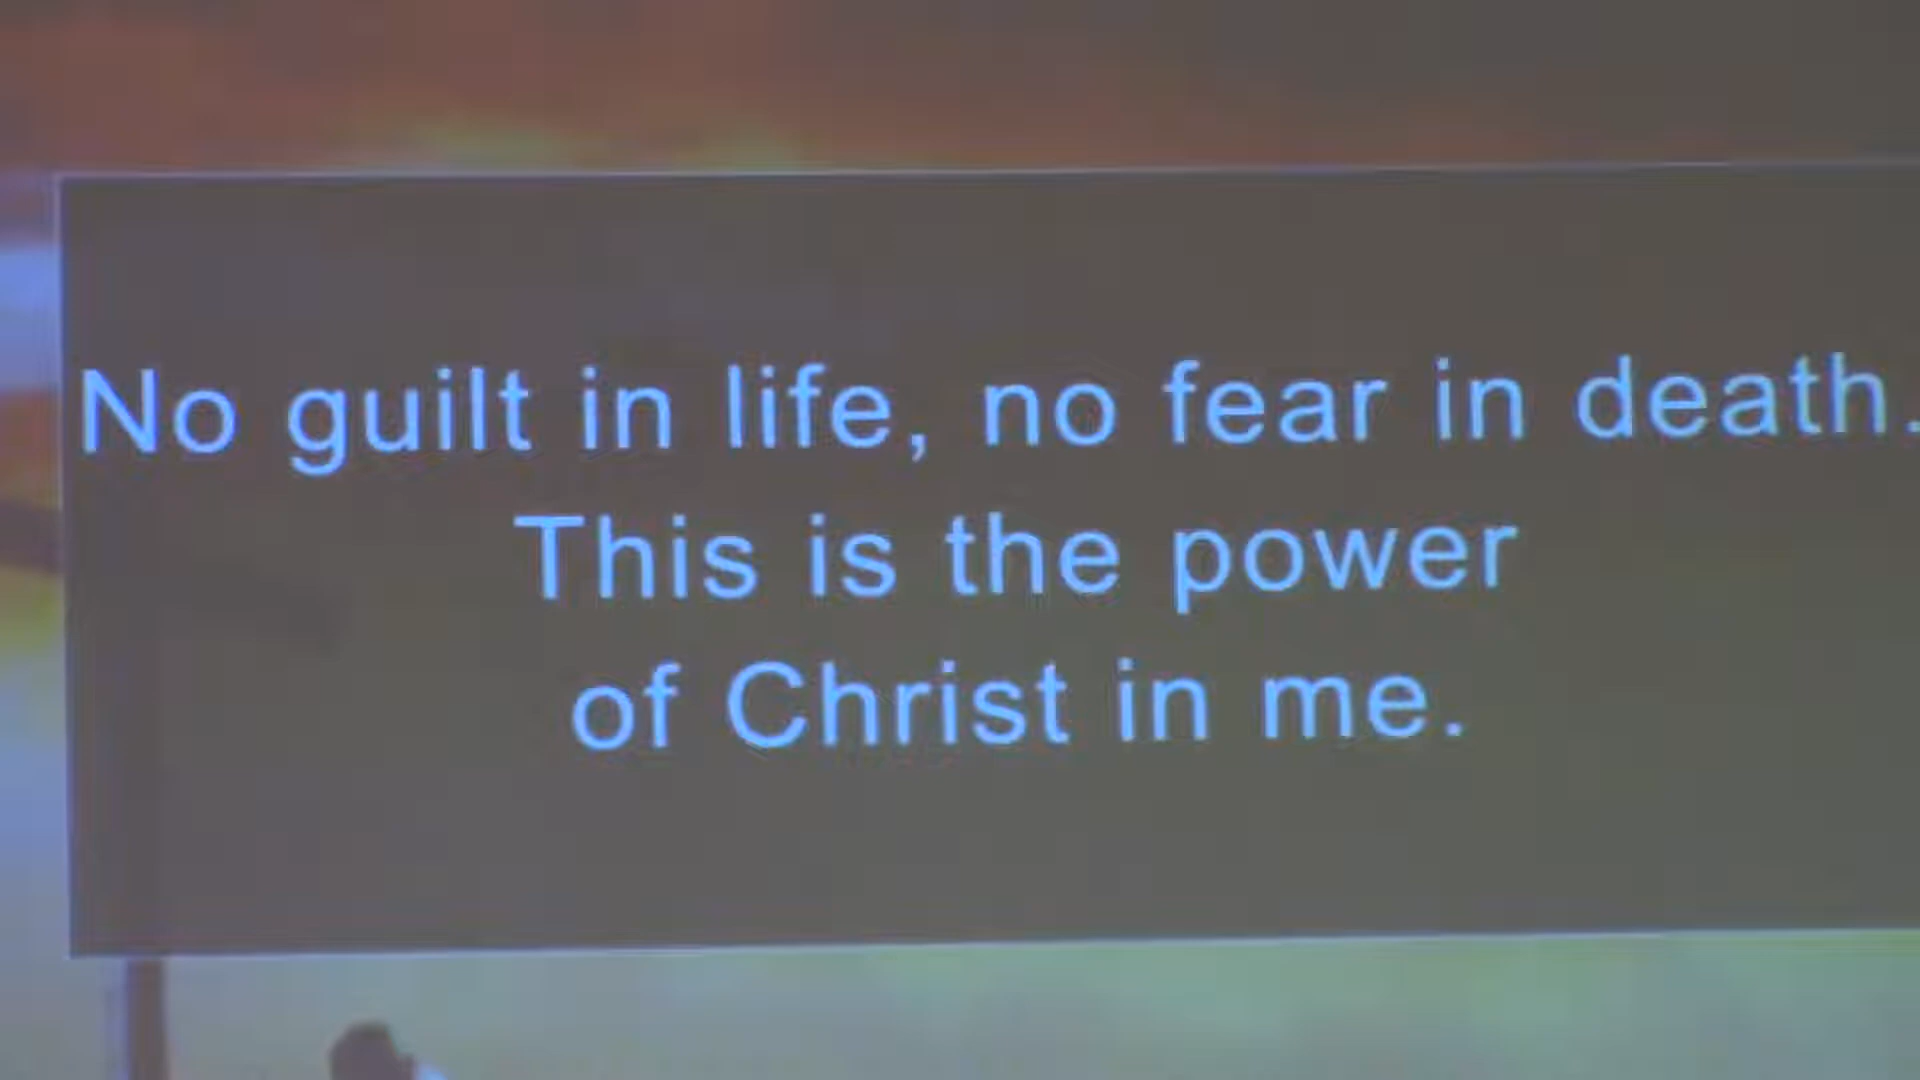 No guilt in life, no fear in death.
This is the power
of Christ in me.